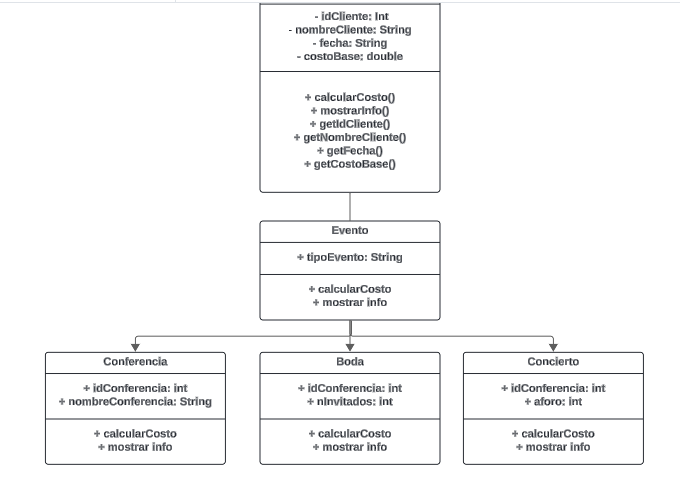 - idCliente: Int
- nombreCliente: String
- fecha: String
- costoBase: double
+ calcularCosto()
+ mostrarInfo()
+ getIdCliente()
+ getNombreCliente()
+ getFecha()
+ getCostoBase()
Evento
+ tipoEvento: String
+ calcularCosto
+ mostrar info
Conferencia
+ idConferencia: int
+ nombreConferencia: String
+ calcularCosto
+ mostrar info
Boda
+ idConferencia: int
+ nInvitados: int
+ calcularCosto
+ mostrar info
Concierto
+ idConferencia: int
+ aforo: int
+ calcularCosto
+ mostrar info